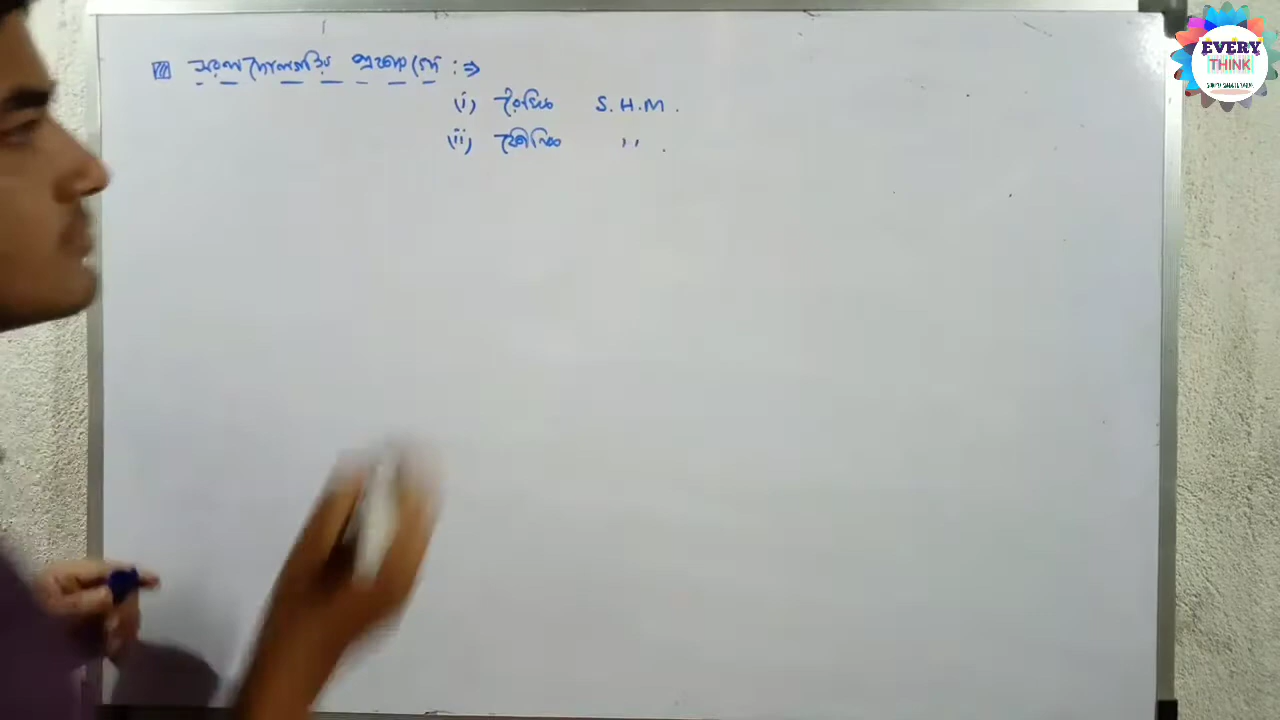 সরল দোলগতির প্রকারভেদ :⇒
(i) রৈখিক S.H.M.
(ii) কৌনিক ,, .
EVERY
THINK